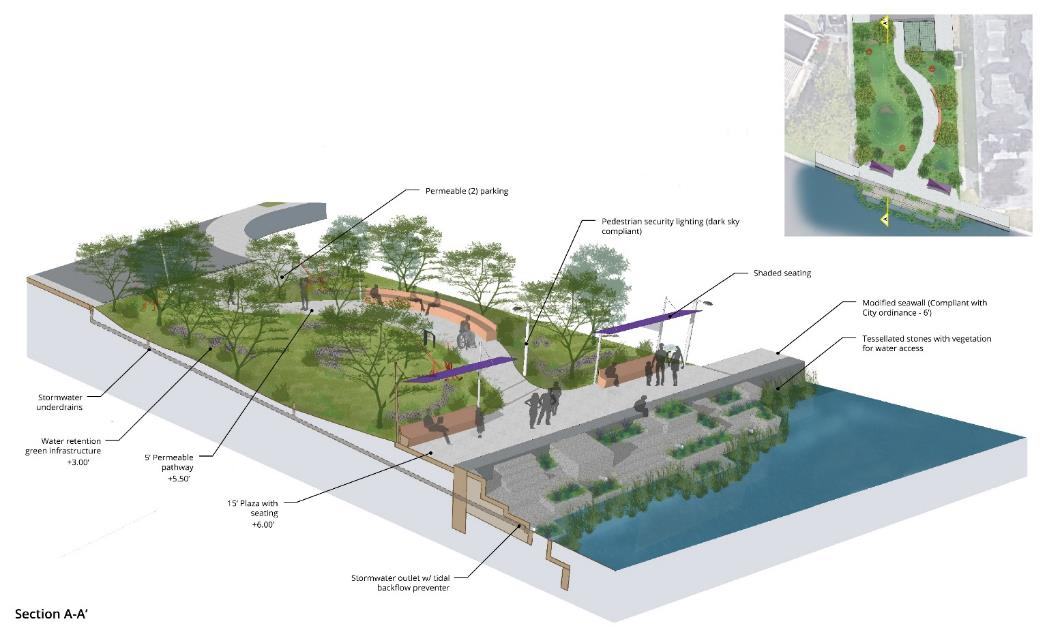 Permeable (2) parking
Pedestrian security lighting (dark sky
compliant)
Shaded seating
Modified seawall (Compliant with
City ordinance - 6')
Tessellated stones with vegetation
for water access
Stormwater
underdrains
Water retention
green infrastructure
+3.00'
5' Permeable
pathway
+5.50'
15' Plaza with
seating
+6.00'
Stormwater outlet w/ tidal
backflow preventer
Section A-A'